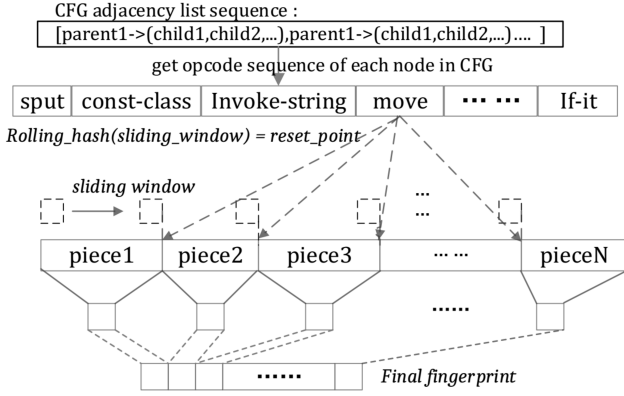 CFG adjacency list sequence :
[parent1->(child1,child2,...),parent1->(child1,child2,...)…. ]
get opcode sequence of each node in CFG
sput const-class Invoke-string move ⋯ ⋯ If-it
Rolling_hash(sliding_window) = reset_point
sliding window
...
...
piece1 piece2 piece3 ... ... pieceN
⋯⋯
⋯⋯ Final fingerprint